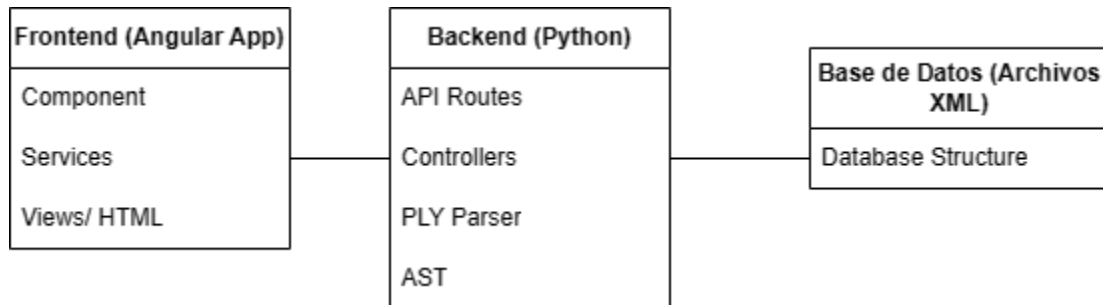 Frontend (Angular App)
Component
Services
Views/ HTML
Backend (Python)
API Routes
Controllers
PLY Parser
AST
Base de Datos (Archivos
XML)
Database Structure